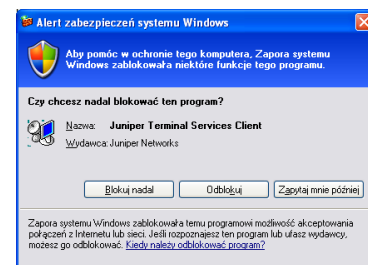 Alert zabezpieczeń systemu Windows
Aby pomóc w ochronie tego komputera, Zapora systemu
Windows zablokowała niektóre funkcje tego programu.
Czy chcesz nadal blokować ten program?
Nazwa: Juniper Terminal Services Client
Wydawca: Juniper Networks
Blokuj nadal Odblokuj Zapytaj mnie później
Zapora systemu Windows zablokowała temu programowi możliwość akceptowania
połączeń z Internetu lub sieci. Jeśli rozpoznajesz ten program lub ufasz wydawcy,
możesz go odblokować. Kiedy należy odblokować program?